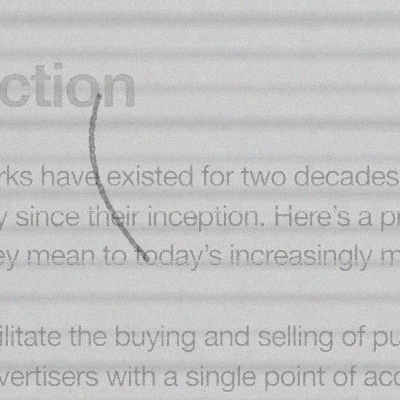 ction
rks have existed for two decades
y since their inception. Here's a pr
ey mean to today's increasingly m
ilitate the buying and selling of pu
vertisers with a single point of acc